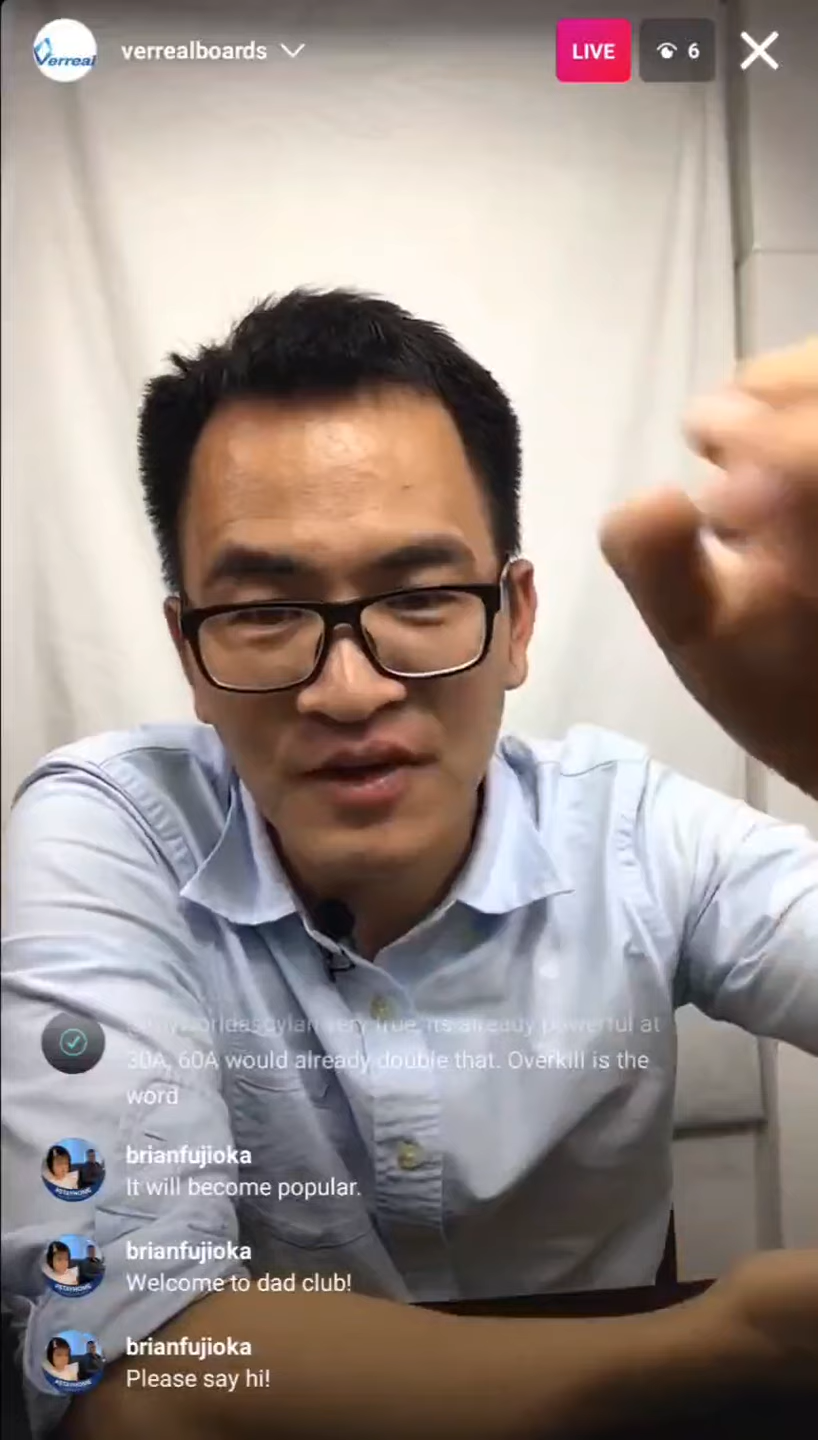 Verreal
verrealboards
LIVE
6
very true, its already powerful at
30A, 60A would already double that. Overkill is the
word
brianfujioka
It will become popular.
brianfujioka
Welcome to dad club!
brianfujioka
Please say hi!